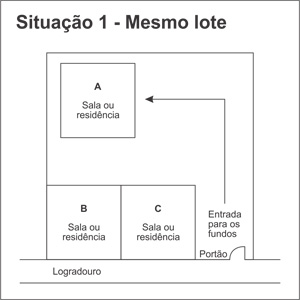 Situação 1 - Mesmo lote
A
Sala ou
residência
B
Sala ou
residência
C
Sala ou
residência
Entrada
para os
fundos
Portão
Logradouro